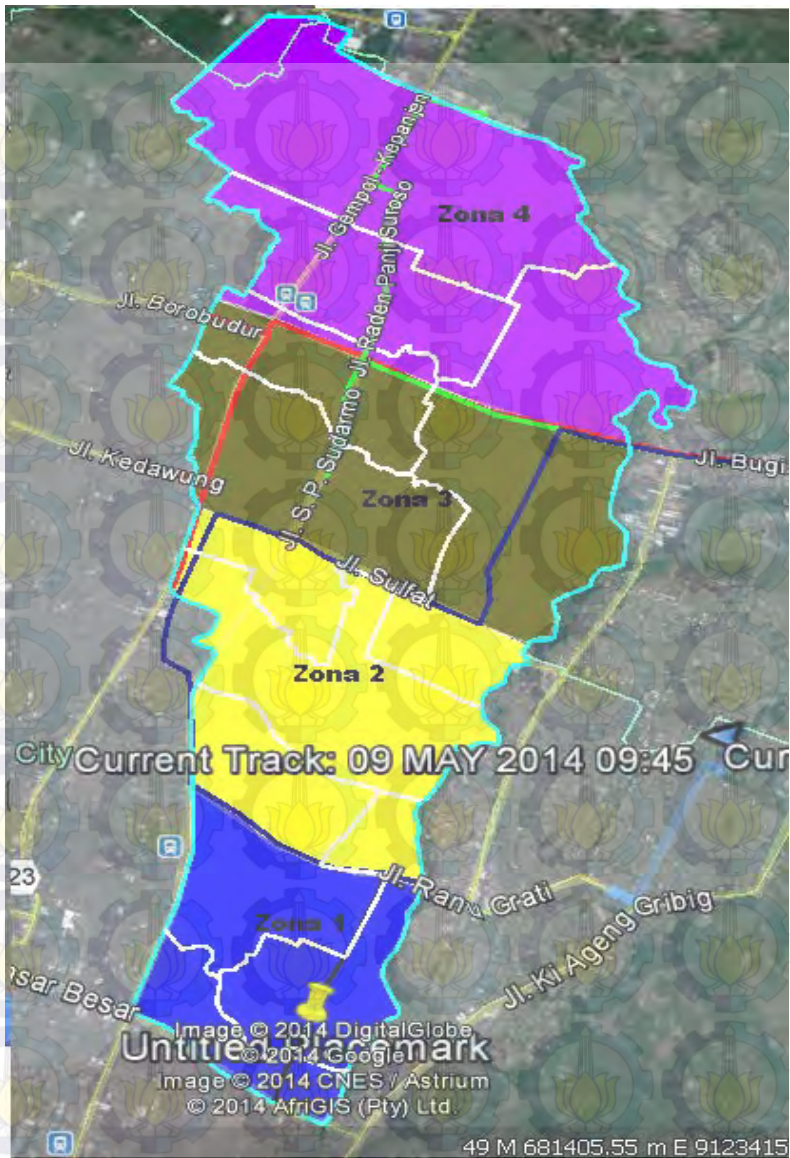 Jl. Gempol - Kepanjen
Zona 4
Jl. Raden Panji Suroso
Jl. Borobudur
Jl. S. P. Sudarmo
Jl. Kedawung
Jl. Bugi
Zona 3
Jl. Sulfat
Zona 2
City
Current Track: 09 MAY 2014 09:45
Cur
23
Jl. Ranu Grati
Zona 1
Jl. Ki Ageng Gribig
asar Besar
Image © 2014 DigitalGlobe
Untitled Placemark
© 2014 Google
Image © 2014 CNES / Astrium
© 2014 AfriGIS (Pty) Ltd.
49 M 681405.55 m E 9123415